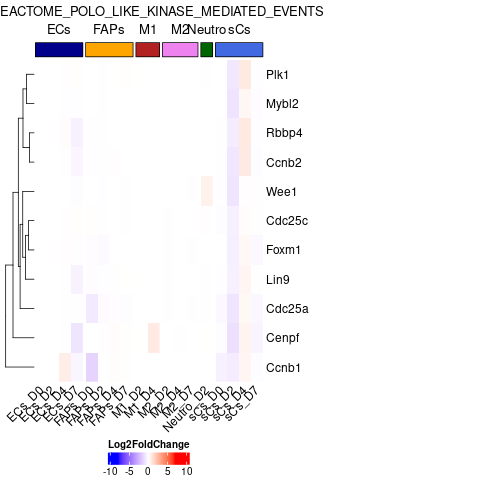 EACTOME_POLO_LIKE_KINASE_MEDIATED_EVENTS
ECs FAPs M1 M2 Neutro sCs
Plk1
Mybl2
Rbbp4
Ccnb2
Wee1
Cdc25c
Foxm1
Lin9
Cdc25a
Cenpf
Ccnb1
ECs_D0
ECs_D2
ECs_D4
ECs_D7
FAPs_D0
FAPs_D2
FAPs_D4
FAPs_D7
M1_D2
M1_D4
M2_D2
M2_D4
M2_D7
Neutro_D2
sCs_D0
sCs_D2
sCs_D4
sCs_D7
Log2FoldChange
-10 -5 0 5 10